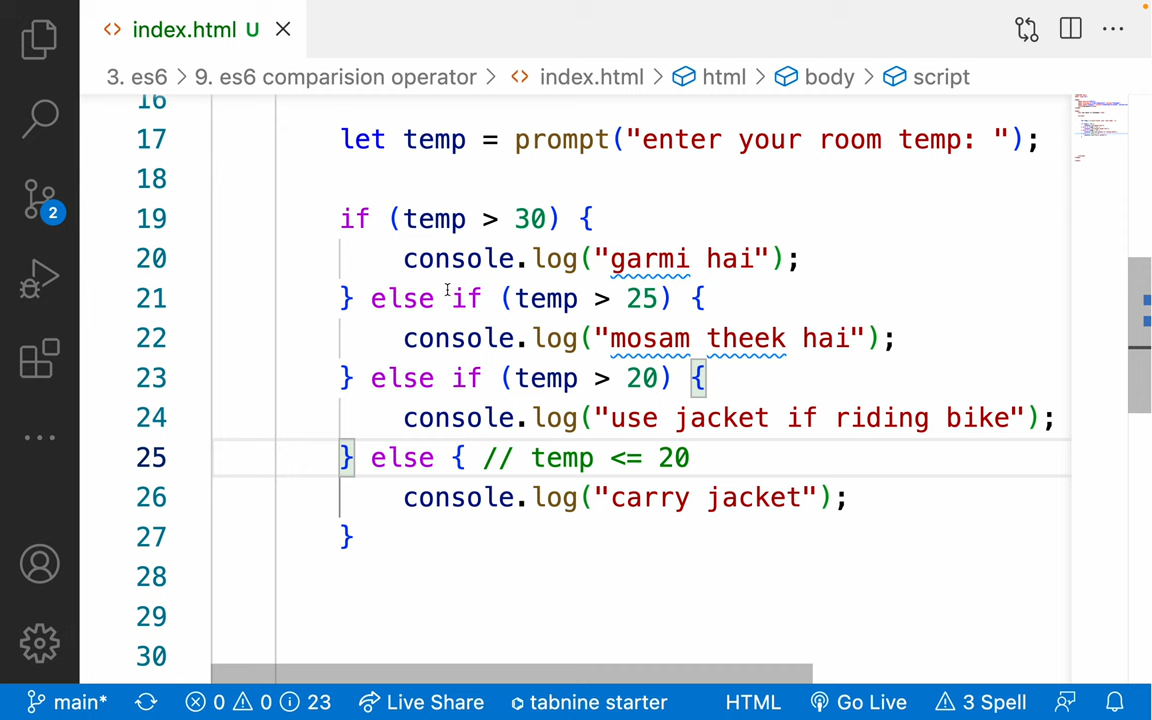 index.html U
3. es6 > 9. es6 comparision operator > index.html > html > body > script
16
17 let temp = prompt("enter your room temp: ");
18
19 if (temp > 30) {
20 console.log("garmi hai");
21 } else if (temp > 25) {
22 console.log("mosam theek hai");
23 } else if (temp > 20) {
24 console.log("use jacket if riding bike");
25 } else { // temp <= 20
26 console.log("carry jacket");
27 }
28
29
30
2
main* 0 0 23 Live Share tabnine starter HTML Go Live 3 Spell